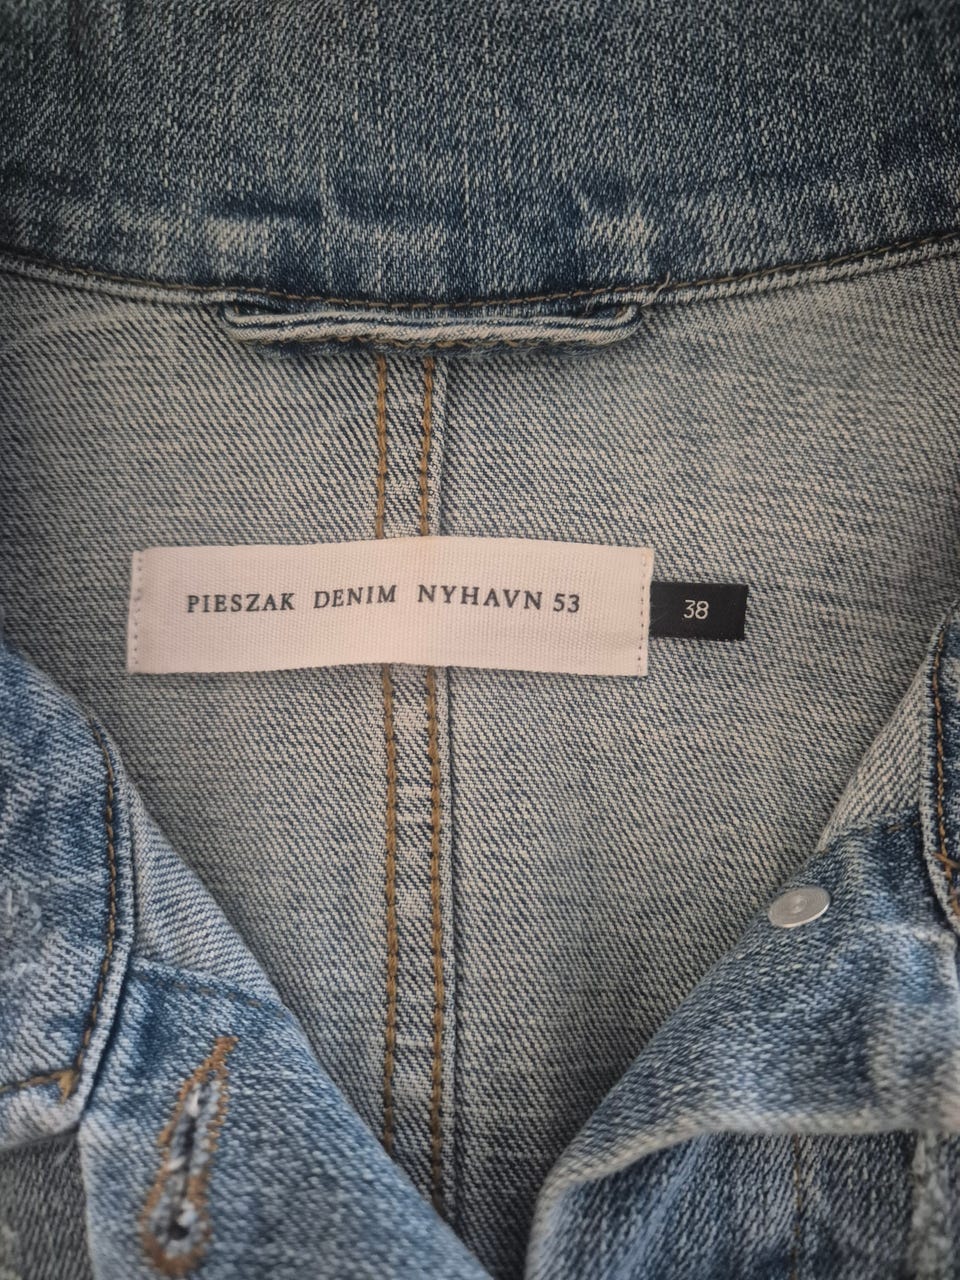 PIESZAK DENIM NYHAVN 53
38